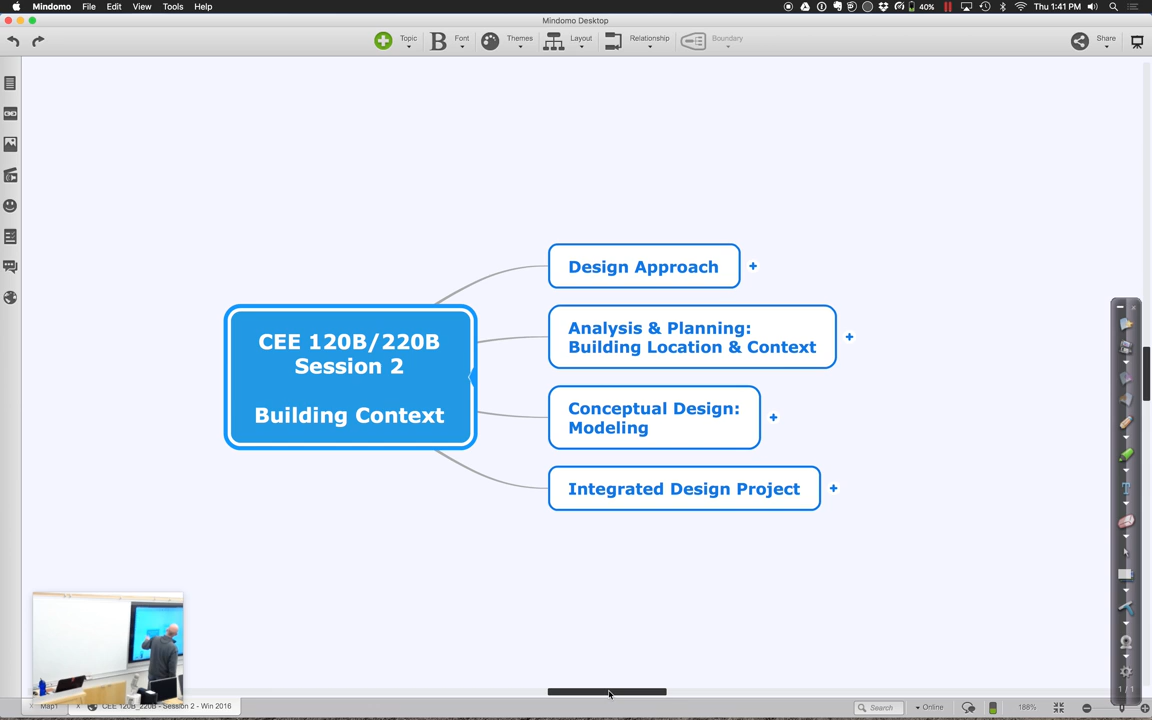 Mindomo File Edit View Tools Help
40% Thu 1:41 PM
Mindomo Desktop
Topic Font Themes Layout Relationship Boundary Share
Design Approach +
Analysis & Planning:
Building Location & Context +
CEE 120B/220B
Session 2
Building Context
Conceptual Design:
Modeling +
Integrated Design Project +
1 / 1
x Map1 x CEE 120B_220B - Session 2 - Win 2016 Search Online 188%